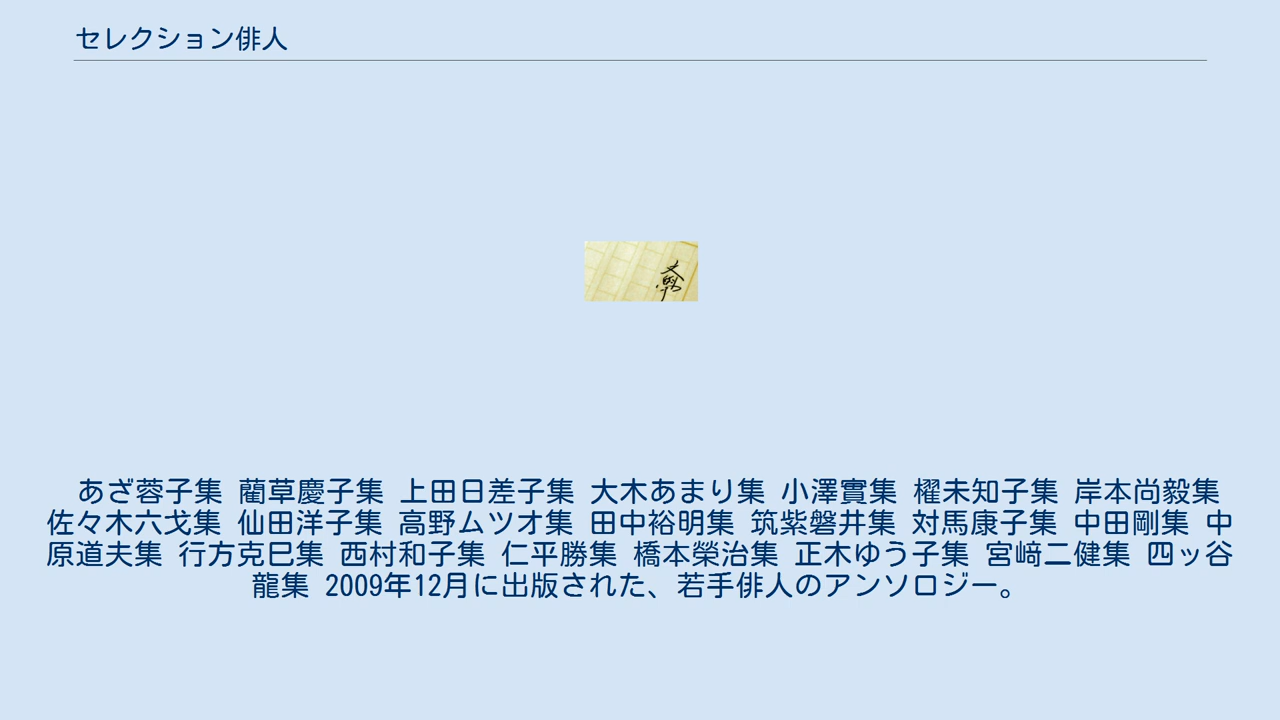 セレクション俳人
あざ蓉子集 藺草慶子集 上田日差子集 大木あまり集 小澤實集 櫂未知子集 岸本尚毅集
佐々木六戈集 仙田洋子集 高野ムツオ集 田中裕明集 筑紫磐井集 対馬康子集 中田剛集 中
原道夫集 行方克巳集 西村和子集 仁平勝集 橋本榮治集 正木ゆう子集 宮﨑二健集 四ッ谷
龍集 2009年12月に出版された、若手俳人のアンソロジー。